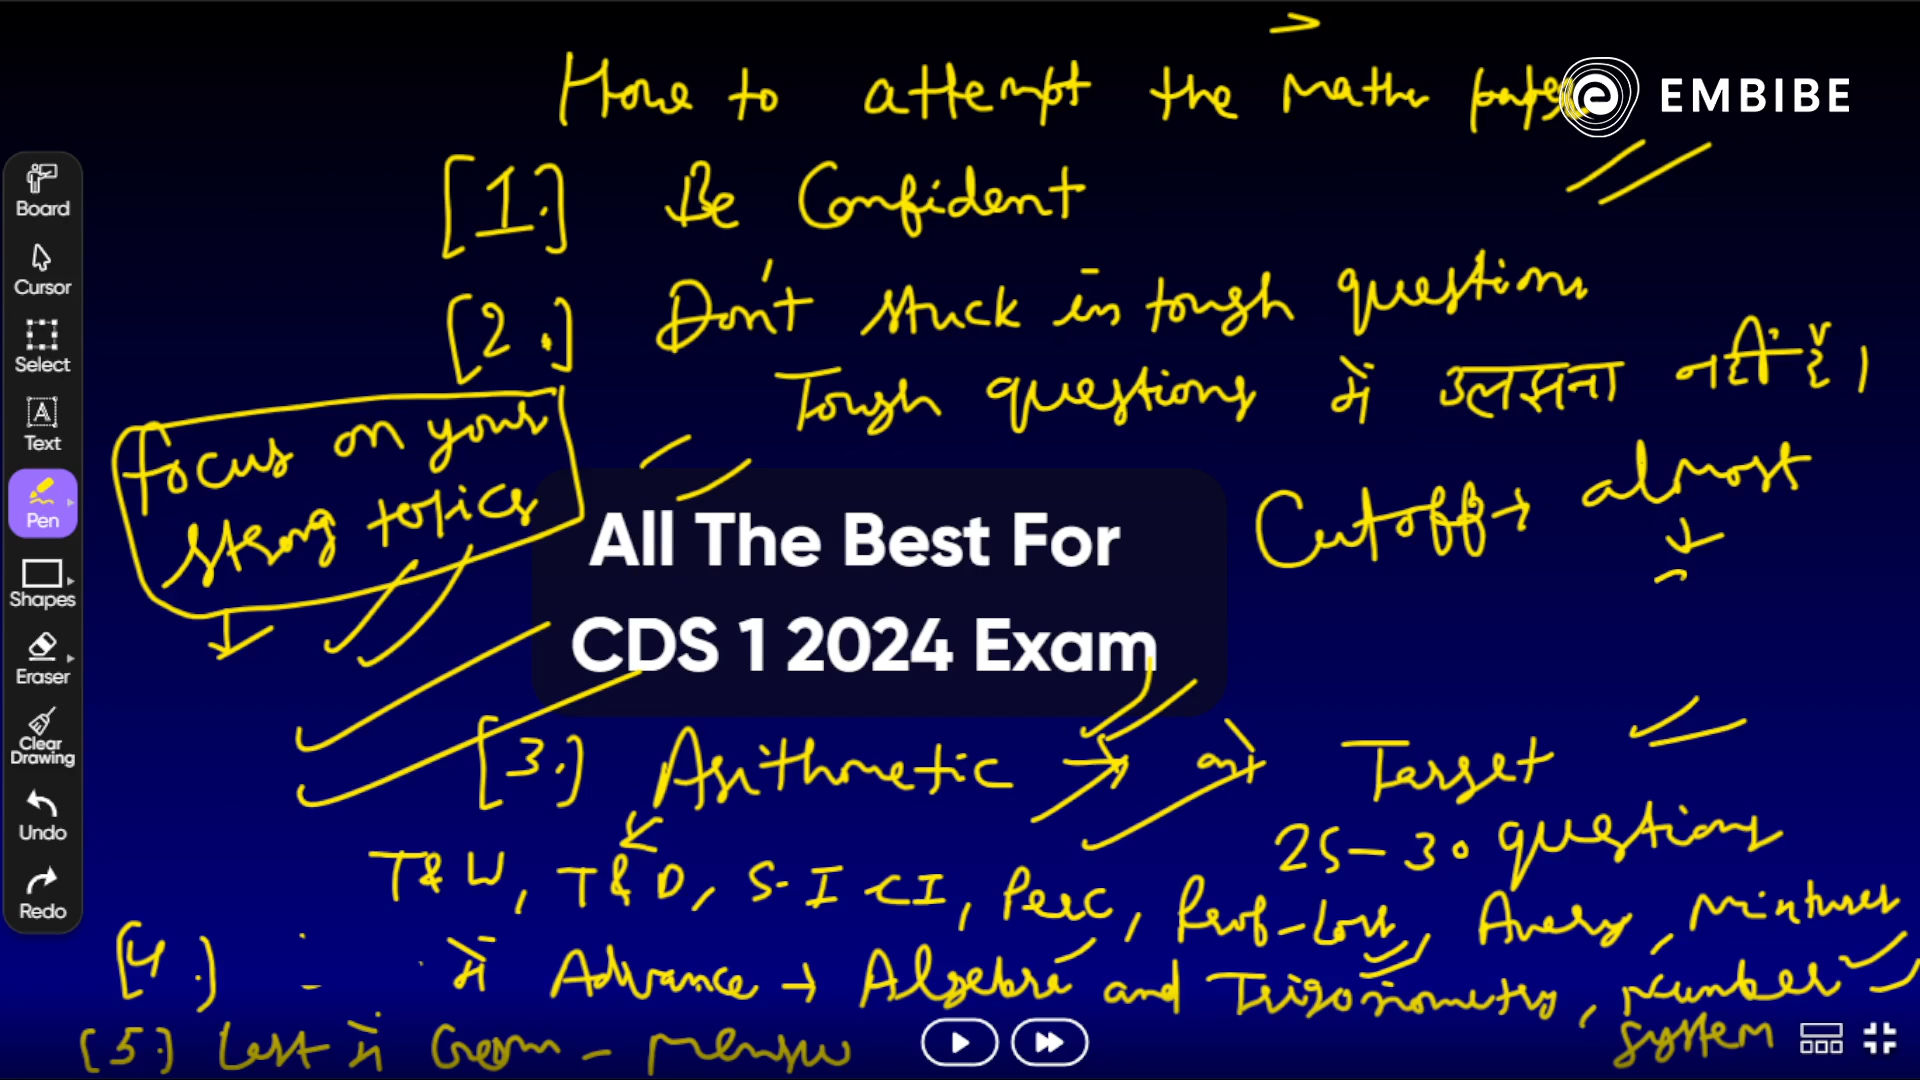 How to attempt the Maths paper
EMBIBE
[1.] Be Confident
[2.] Don't stuck in tough questions
Tough questions में उलझना नहीं है।
focus on your
strong topics
Cutoff → almost
All The Best For
CDS 1 2024 Exam
[3.] Arithmetic → Target
25-30 questions
T&W, T&D, S-I CI, Perc, Prof-Loss, Averg, Mixtures
[4.] में Advance → Algebra and Trigonometry, Number
System
[5.] Last में Geom - Mensu
Board
Cursor
Select
Text
Pen
Shapes
Eraser
Clear
Drawing
Undo
Redo